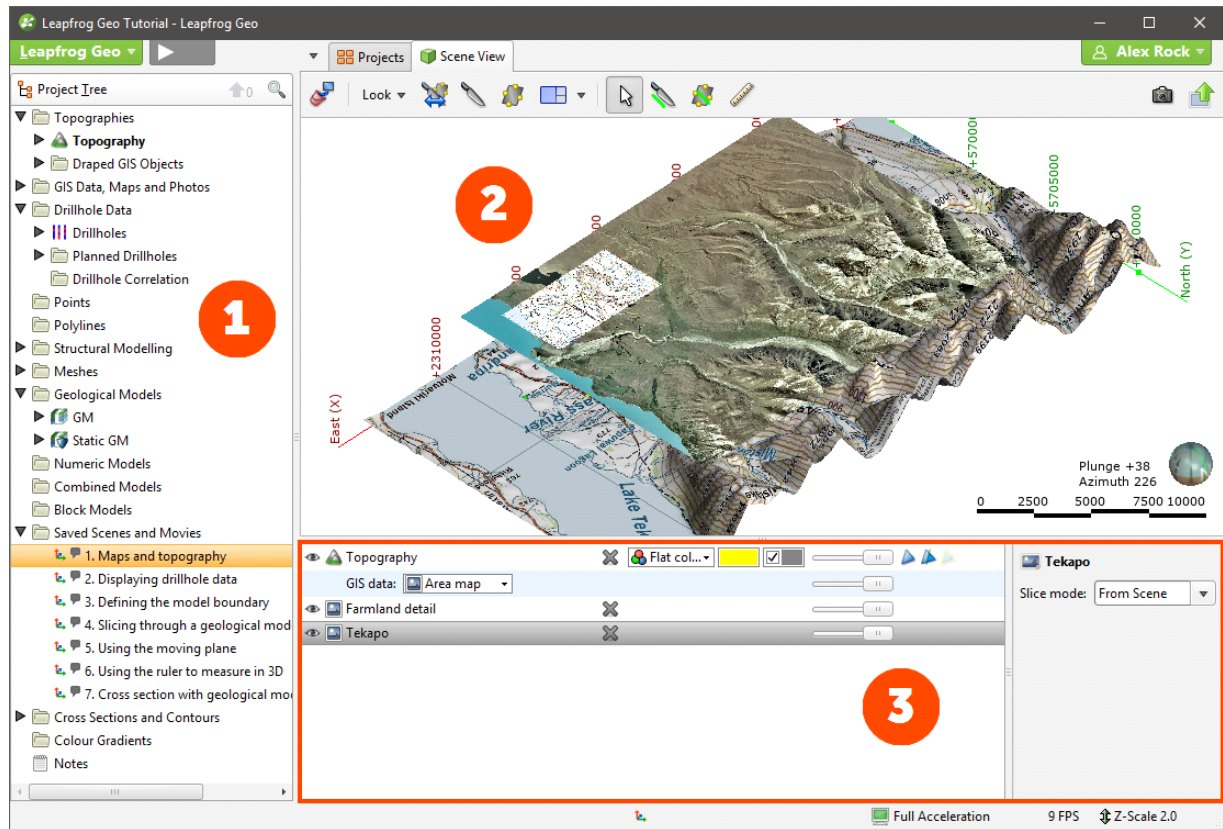 Leapfrog Geo Tutorial - Leapfrog Geo
Leapfrog Geo
Projects
Scene View
Alex Rock
Project Tree
0
Look
Topographies
Topography
Draped GIS Objects
GIS Data, Maps and Photos
Drillhole Data
Drillholes
Planned Drillholes
Drillhole Correlation
Points
Polylines
Structural Modelling
Meshes
Geological Models
GM
Static GM
Numeric Models
Combined Models
Block Models
Saved Scenes and Movies
1. Maps and topography
2. Displaying drillhole data
3. Defining the model boundary
4. Slicing through a geological mod
5. Using the moving plane
6. Using the ruler to measure in 3D
7. Cross section with geological mo
Cross Sections and Contours
Colour Gradients
Notes
1
2
+2310000
East (X)
+5705000
North (Y)
Motuariki Island
Lake Te
Plunge +38
Azimuth 226
0 2500 5000 7500 10000
Topography
Flat col...
GIS data:
Area map
Farmland detail
Tekapo
3
Tekapo
Slice mode:
From Scene
Full Acceleration
9 FPS
Z-Scale 2.0